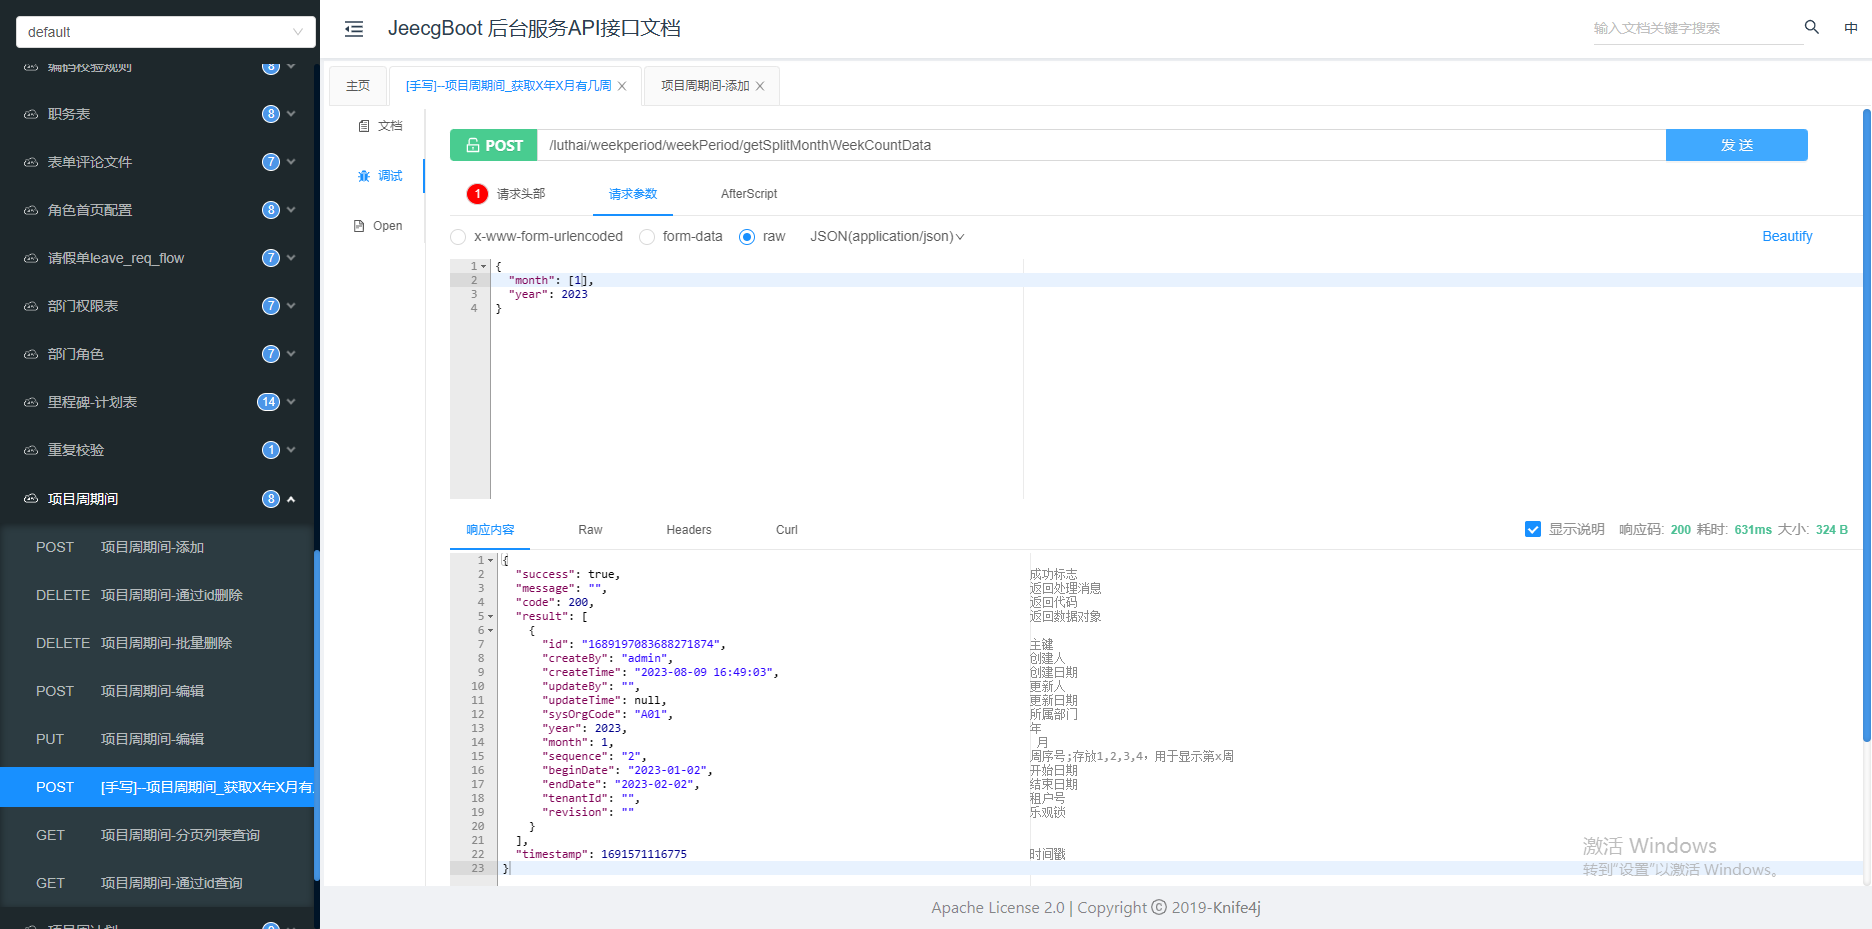 default
编码校验规则 8
职务表 8
表单评论文件 7
角色首页配置 8
请假单leave_req_flow 7
部门权限表 7
部门角色 7
里程碑-计划表 14
重复校验 1
项目周期间 8
POST 项目周期间-添加
DELETE 项目周期间-通过id删除
DELETE 项目周期间-批量删除
POST 项目周期间-编辑
PUT 项目周期间-编辑
POST [手写]--项目周期间_获取X年X月有
GET 项目周期间-分页列表查询
GET 项目周期间-通过id查询
JeecgBoot 后台服务API接口文档
输入文档关键字搜索
中
主页 [手写]--项目周期间_获取X年X月有几周 项目周期间-添加
文档
调试
Open
POST /luthai/weekperiod/weekPeriod/getSplitMonthWeekCountData 发 送
1 请求头部 请求参数 AfterScript
x-www-form-urlencoded form-data raw JSON(application/json) Beautify
1 {
2 "month": [1],
3 "year": 2023
4 }
响应内容 Raw Headers Curl 显示说明 响应码: 200 耗时: 631ms 大小: 324 B
1 {
2 "success": true, 成功标志
3 "message": "", 返回处理消息
4 "code": 200, 返回代码
5 "result": [ 返回数据对象
6 {
7 "id": "1689197083688271874", 主键
8 "createBy": "admin", 创建人
9 "createTime": "2023-08-09 16:49:03", 创建日期
10 "updateBy": "", 更新人
11 "updateTime": null, 更新日期
12 "sysOrgCode": "A01", 所属部门
13 "year": 2023, 年
14 "month": 1, 月
15 "sequence": "2", 周序号;存放1,2,3,4，用于显示第x周
16 "beginDate": "2023-01-02", 开始日期
17 "endDate": "2023-02-02", 结束日期
18 "tenantId": "", 租户号
19 "revision": "" 乐观锁
20 }
21 ],
22 "timestamp": 1691571116775 时间戳
23 }
激活 Windows
转到"设置"以激活 Windows。
Apache License 2.0 | Copyright © 2019-Knife4j